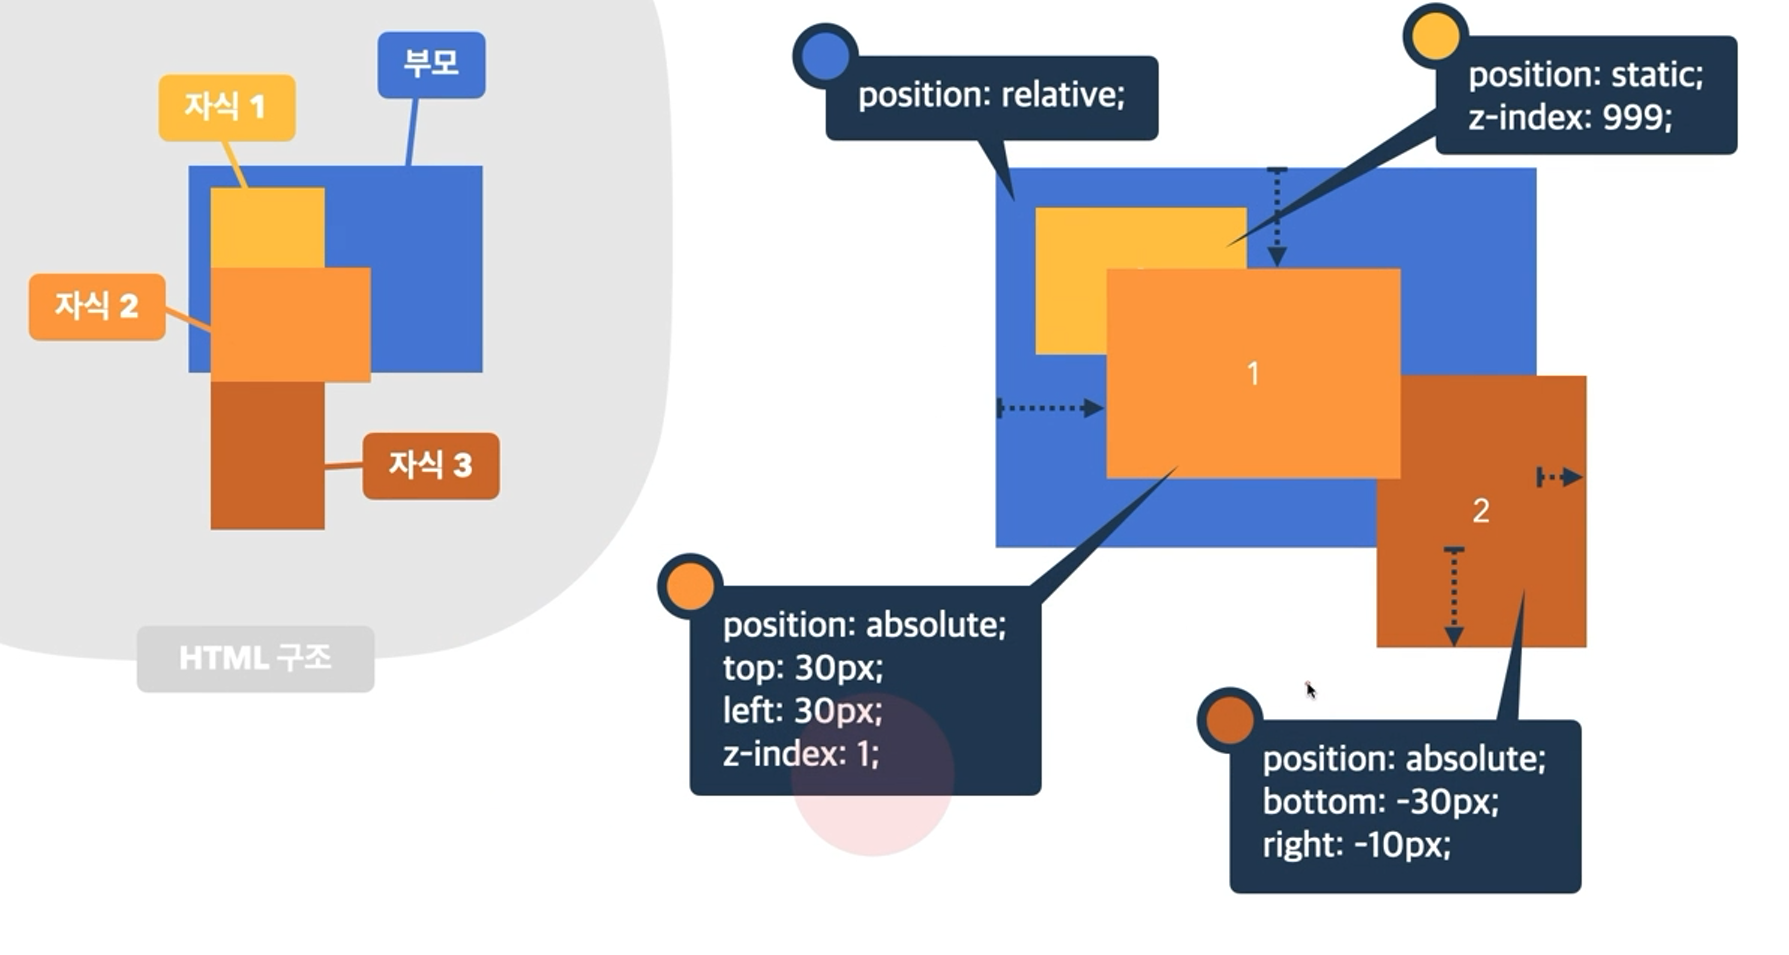 부모
자식 1
자식 2
자식 3
HTML 구조
position: relative;
position: static;
z-index: 999;
1
2
position: absolute;
top: 30px;
left: 30px;
z-index: 1;
position: absolute;
bottom: -30px;
right: -10px;